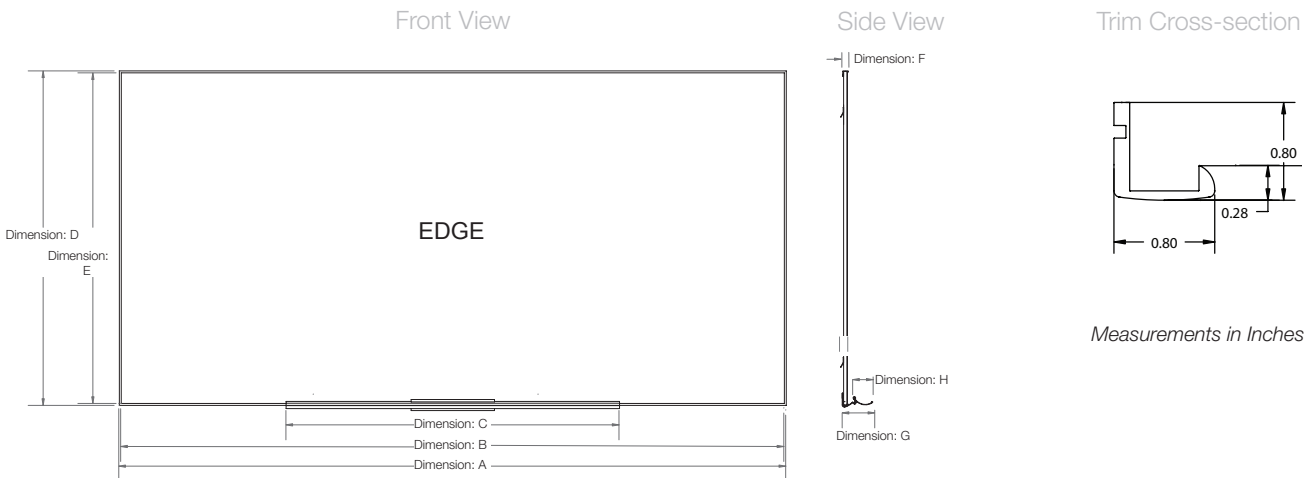 Front View
Side View
Trim Cross-section
Dimension: F
Dimension: D
Dimension:
E
EDGE
0.80
0.28
0.80
Measurements in Inches
Dimension: H
Dimension: C
Dimension: G
Dimension: B
Dimension: A